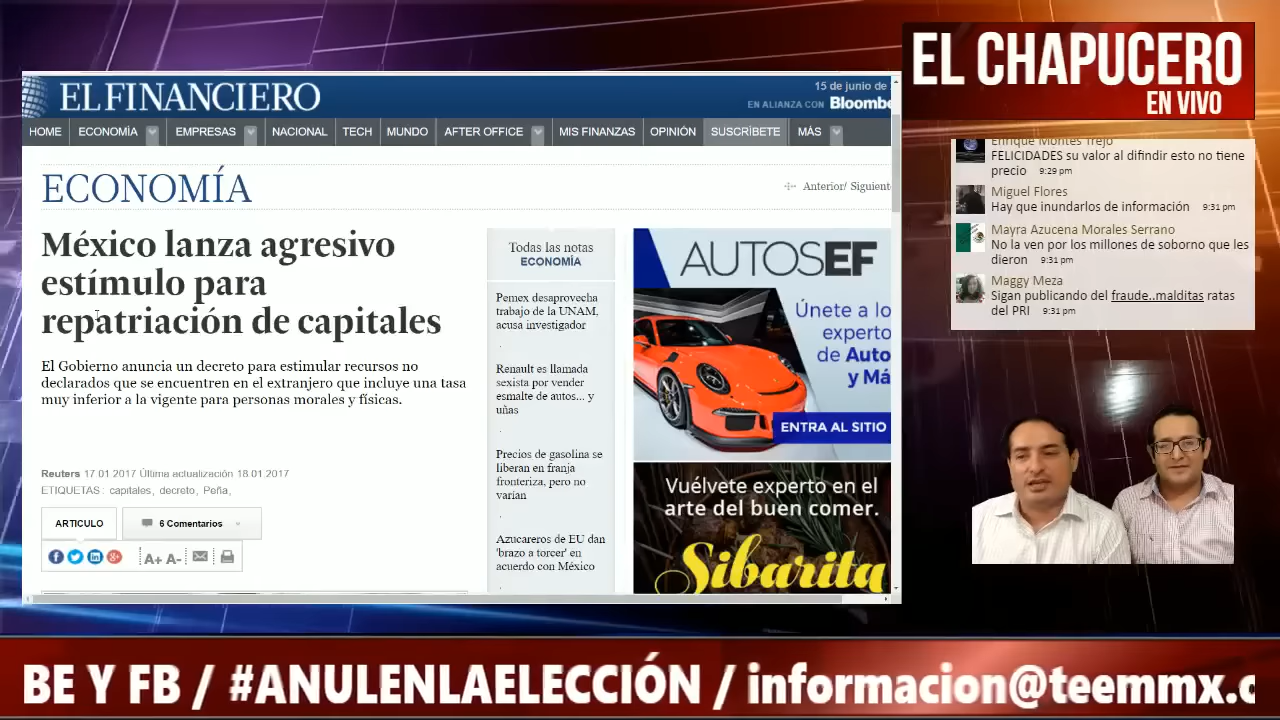 EL FINANCIERO
15 de junio de
EN ALIANZA CON Bloombe
HOME ECONOMÍA EMPRESAS NACIONAL TECH MUNDO AFTER OFFICE MIS FINANZAS OPINIÓN SUSCRÍBETE MÁS
ECONOMÍA
Anterior/ Siguient
México lanza agresivo
estímulo para
repatriación de capitales
El Gobierno anuncia un decreto para estimular recursos no
declarados que se encuentren en el extranjero que incluye una tasa
muy inferior a la vigente para personas morales y físicas.
Reuters 17.01 2017 Última actualización 18.01 2017
ETIQUETAS: capitales, decreto, Peña,
ARTICULO
6 Comentarios
A+ A-
Todas las notas
ECONOMÍA
Pemex desaprovecha
trabajo de la UNAM,
acusa investigador
Renault es llamada
sexista por vender
esmalte de autos... y
uñas
Precios de gasolina se
liberan en franja
fronteriza, pero no
varían
Azucareros de EU dan
'brazo a torcer' en
acuerdo con México
AUTOSEF
Únete a lo
experto
de Auto
y Má
ENTRA AL SITIO
Vuélvete experto en el
arte del buen comer.
Sibarita
EL CHAPUCERO
EN VIVO
Enrique Montes Trejo
FELICIDADES su valor al difindir esto no tiene
precio 9:29 pm
Miguel Flores
Hay que inundarlos de información 9:31 pm
Mayra Azucena Morales Serrano
No la ven por los millones de soborno que les
dieron 9:31 pm
Maggy Meza
Sigan publicando del fraude..malditas ratas
del PRI 9:31 pm
BE Y FB / #ANULENLAELECCIÓN / informacion@teemmx.c